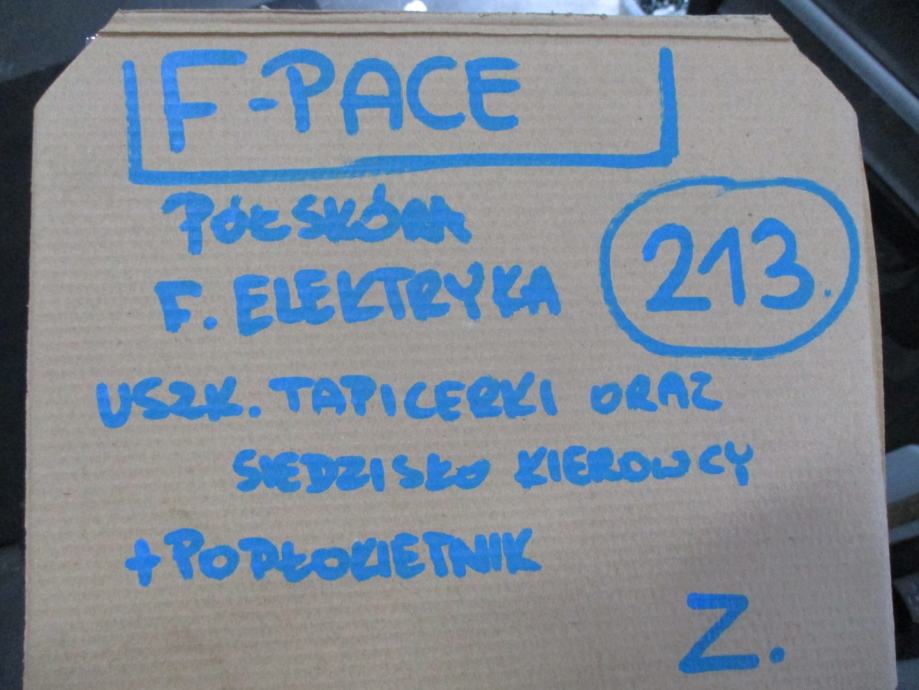 F-PACE
PÓŁSKÓRA
F. ELEKTRYKA
213.
USZK. TAPICERKI ORAZ
SIEDZISKO KIEROWCY
+ PODŁOKIETNIK
Z.